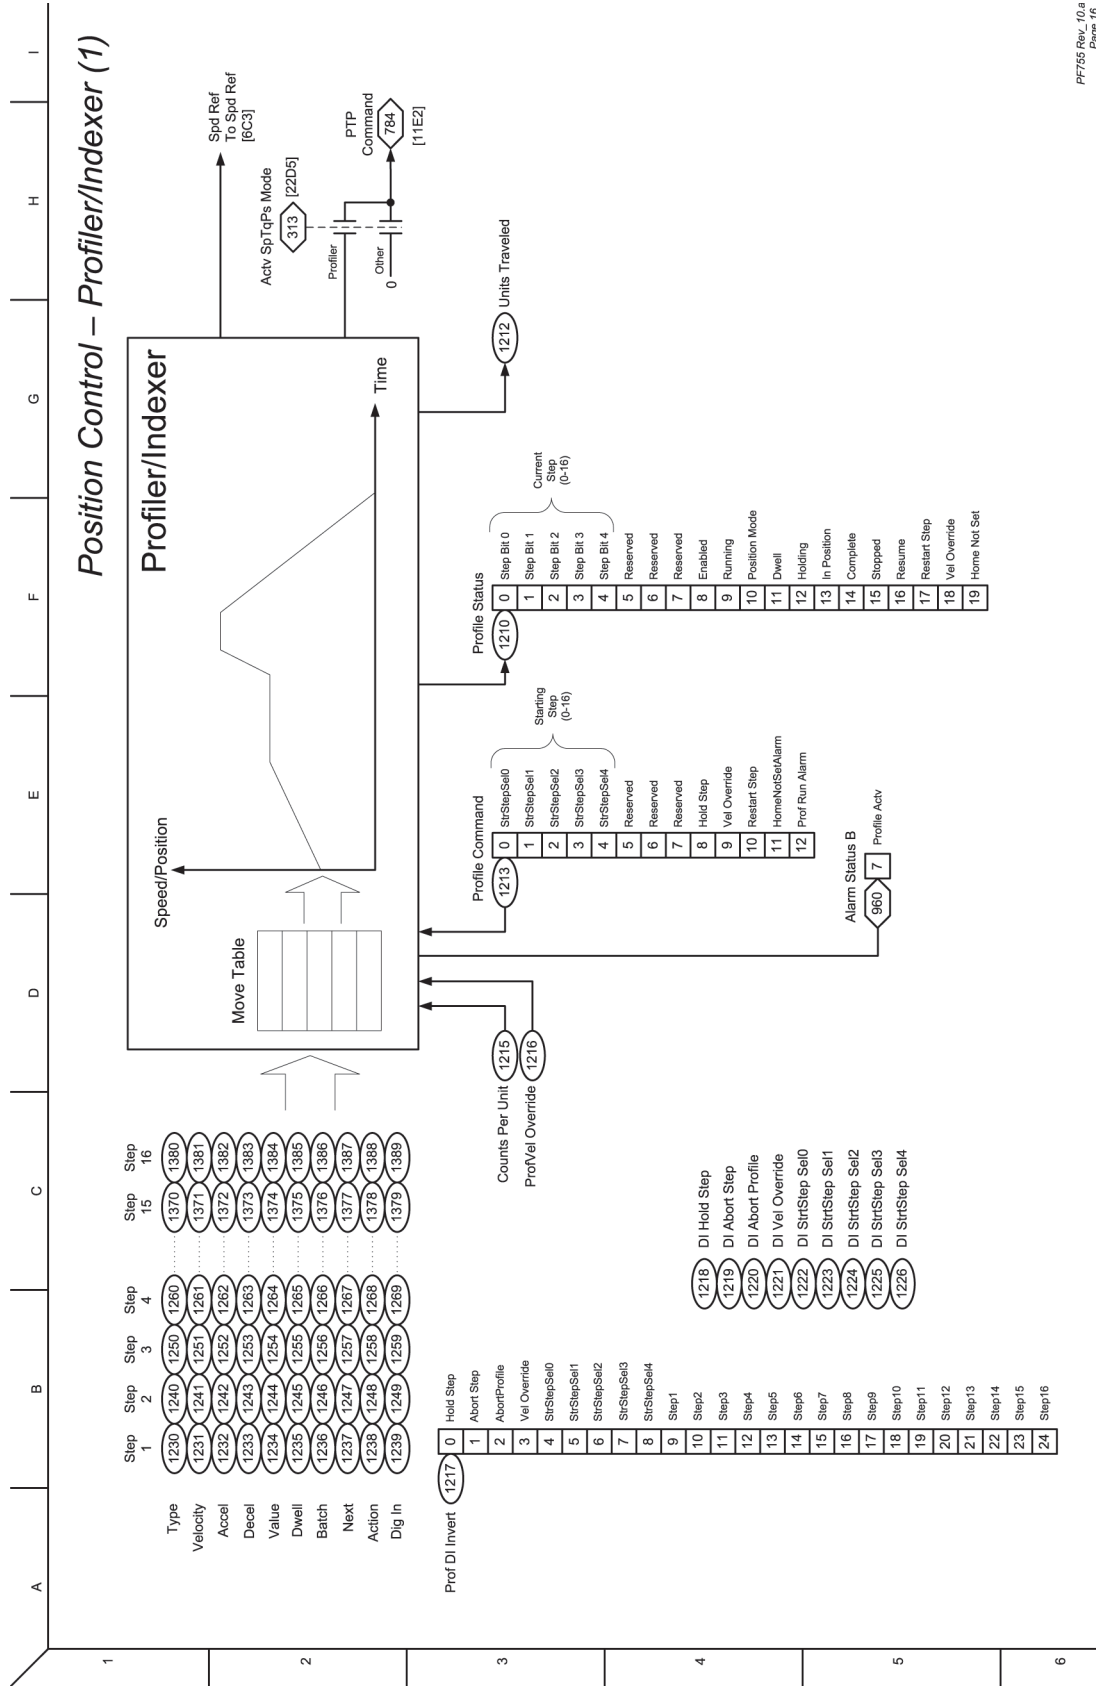 A
B
C
D
E
F
G
H
I
1
2
3
4
5
6
Position Control – Profiler/Indexer (1)
Step 1
Step 2
Step 3
Step 4
Step 15
Step 16
Type 1230 1240 1250 1260 1370 1380
Velocity 1231 1241 1251 1261 1371 1381
Accel 1232 1242 1252 1262 1372 1382
Decel 1233 1243 1253 1263 1373 1383
Value 1234 1244 1254 1264 1374 1384
Dwell 1235 1245 1255 1265 1375 1385
Batch 1236 1246 1256 1266 1376 1386
Next 1237 1247 1257 1267 1377 1387
Action 1238 1248 1258 1268 1378 1388
Dig In 1239 1249 1259 1269 1379 1389
Profiler/Indexer
Move Table
Speed/Position
Time
Spd Ref
To Spd Ref
[6C3]
Actv SpTqPs Mode
313
[22D5]
Profiler
Other
0
PTP
Command
784
[11E2]
Counts Per Unit 1215
ProfVel Override 1216
Profile Command
1213
0 StrStepSel0
1 StrStepSel1
2 StrStepSel2
3 StrStepSel3
4 StrStepSel4
5 Reserved
6 Reserved
7 Reserved
8 Hold Step
9 Vel Override
10 Restart Step
11 HomeNotSetAlarm
12 Prof Run Alarm
Starting
Step
(0-16)
Alarm Status B
960 7 Profile Actv
Profile Status
1210
0 Step Bit 0
1 Step Bit 1
2 Step Bit 2
3 Step Bit 3
4 Step Bit 4
5 Reserved
6 Reserved
7 Reserved
8 Enabled
9 Running
10 Position Mode
11 Dwell
12 Holding
13 In Position
14 Complete
15 Stopped
16 Resume
17 Restart Step
18 Vel Override
19 Home Not Set
Current
Step
(0-16)
1212 Units Traveled
Prof DI Invert 1217
0 Hold Step
1 Abort Step
2 AbortProfile
3 Vel Override
4 StrStepSel0
5 StrStepSel1
6 StrStepSel2
7 StrStepSel3
8 StrStepSel4
9 Step1
10 Step2
11 Step3
12 Step4
13 Step5
14 Step6
15 Step7
16 Step8
17 Step9
18 Step10
19 Step11
20 Step12
21 Step13
22 Step14
23 Step15
24 Step16
1218 DI Hold Step
1219 DI Abort Step
1220 DI Abort Profile
1221 DI Vel Override
1222 DI StrtStep Sel0
1223 DI StrtStep Sel1
1224 DI StrtStep Sel2
1225 DI StrtStep Sel3
1226 DI StrtStep Sel4
PF755 Rev_10.a
Page 16